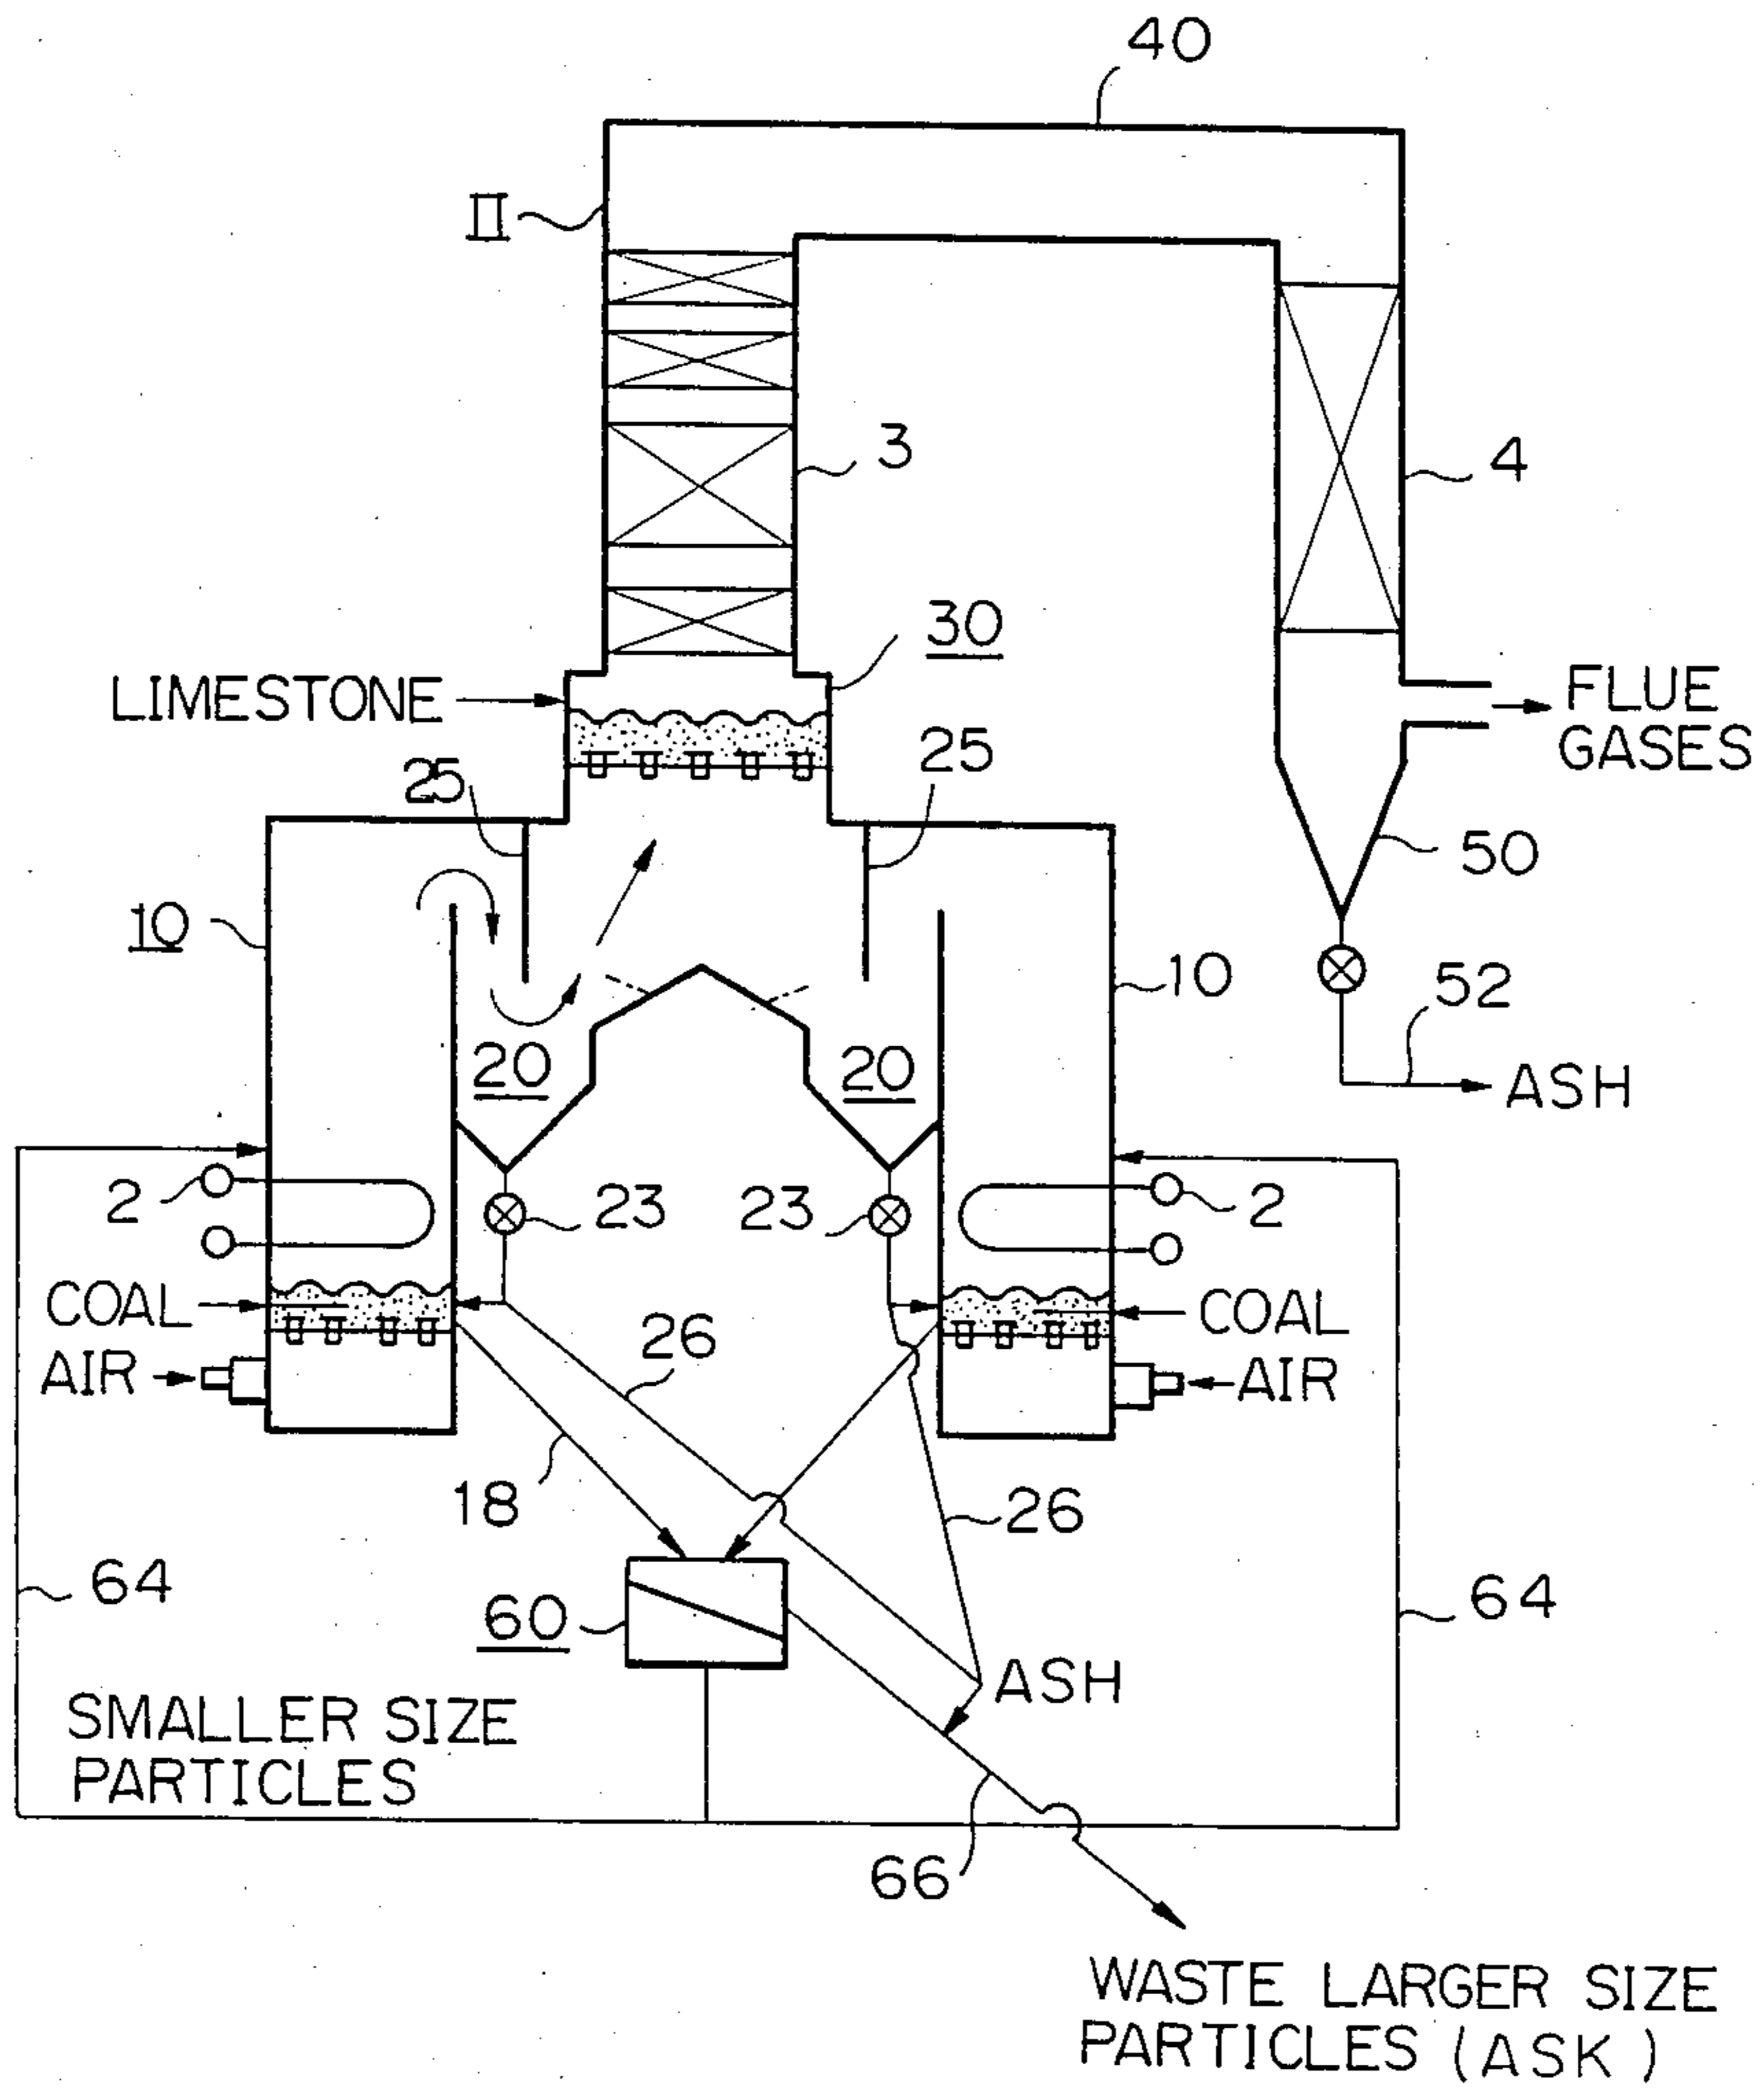 40
II
3
4
30
LIMESTONE
FLUE
GASES
25
25
50
10
10
52
20
20
ASH
2
23
23
2
COAL
26
COAL
AIR
AIR
18
26
64
64
60
ASH
SMALLER SIZE
PARTICLES
66
WASTE LARGER SIZE
PARTICLES (ASK)